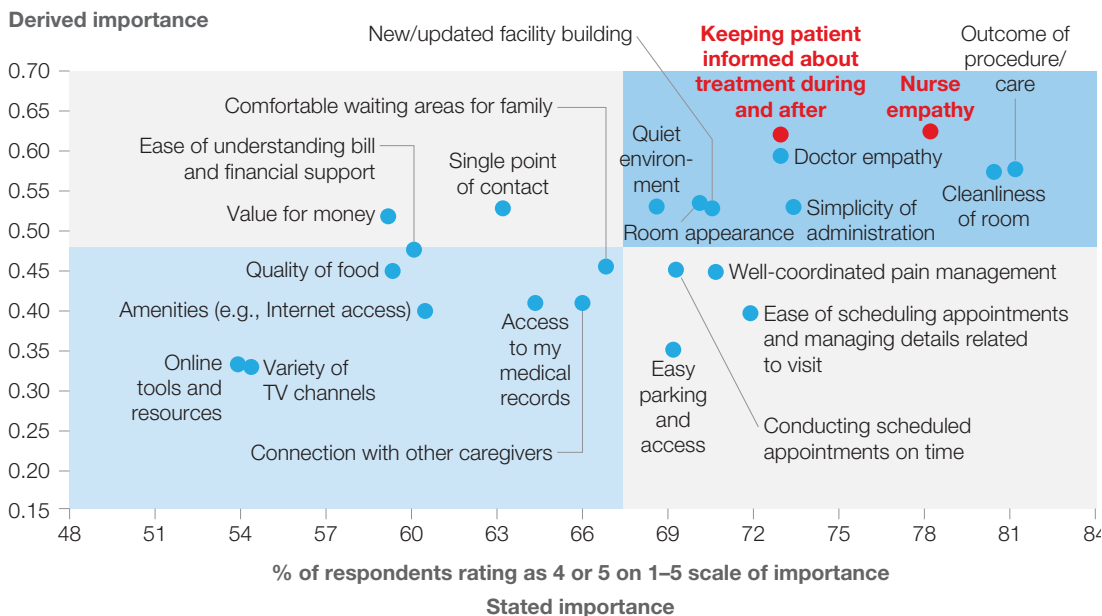 Derived importance
New/updated facility building
Keeping patient
informed about
treatment during
and after
Outcome of
procedure/
care
Nurse
empathy
0.70
0.65
0.60
0.55
0.50
0.45
0.40
0.35
0.30
0.25
0.20
0.15
Comfortable waiting areas for family
Ease of understanding bill
and financial support
Single point
of contact
Value for money
Quality of food
Amenities (e.g., Internet access)
Online
tools and
resources
Variety of
TV channels
Access
to my
medical
records
Connection with other caregivers
Quiet
environ-
ment
Doctor empathy
Cleanliness
of room
Room appearance
Simplicity of
administration
Well-coordinated pain management
Ease of scheduling appointments
and managing details related
to visit
Easy
parking and
access
Conducting scheduled
appointments on time
48 51 54 57 60 63 66 69 72 75 78 81 84
% of respondents rating as 4 or 5 on 1–5 scale of importance
Stated importance